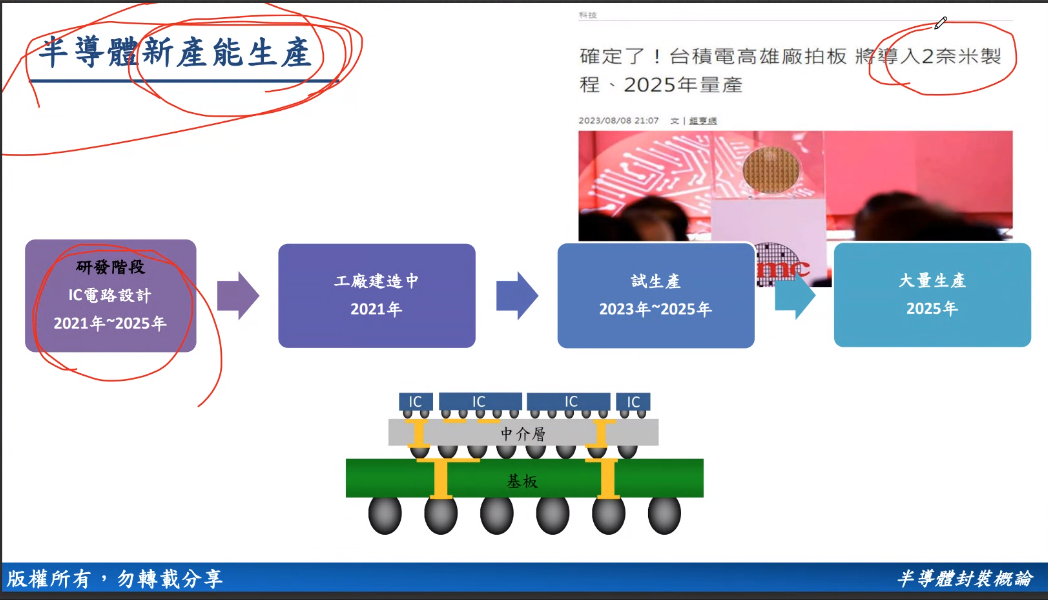 半導體新產能生產
科技
確定了！台積電高雄廠拍板 將導入2奈米製
程、2025年量產
2023/08/08 21:07 文 | 鉅亨網
mc
研發階段
IC電路設計
2021年~2025年
工廠建造中
2021年
試生產
2023年~2025年
大量生產
2025年
IC IC IC IC
中介層
基板
版權所有，勿轉載分享
半導體封裝概論